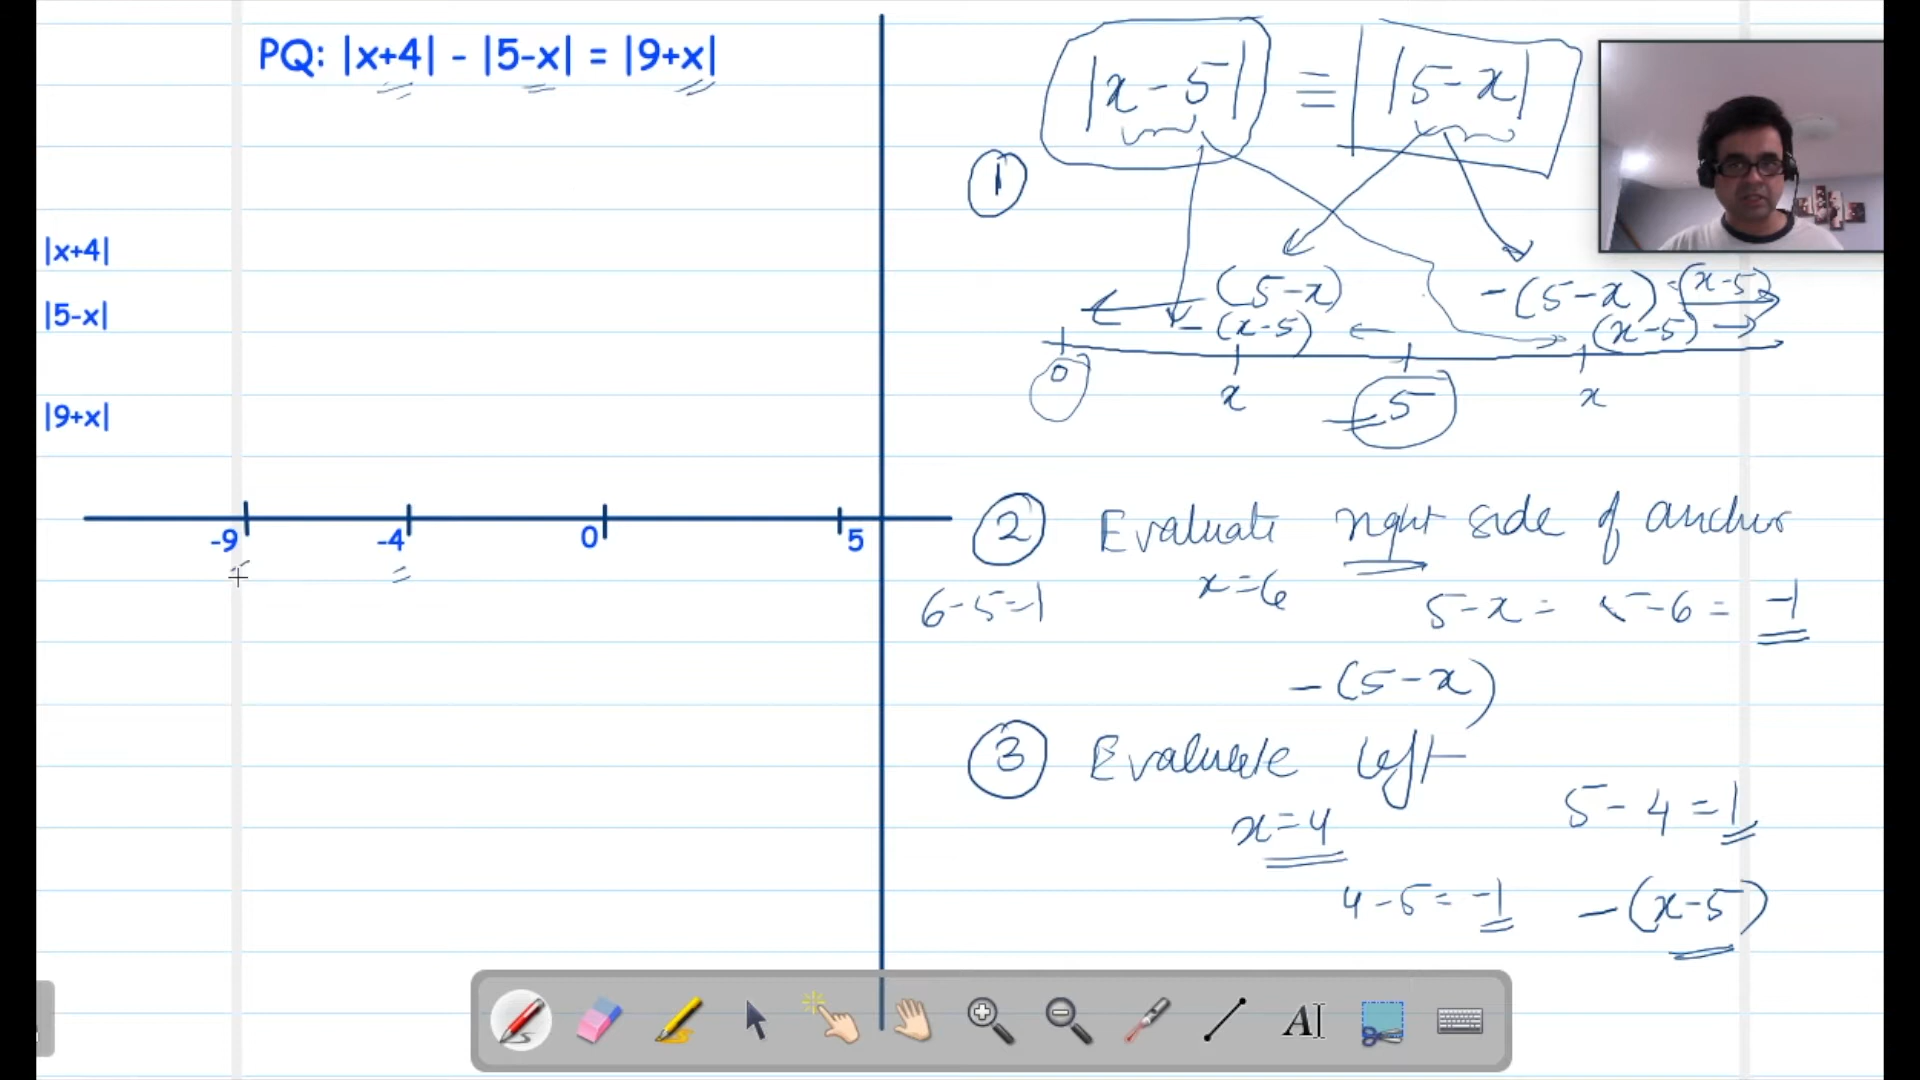 PQ: |x+4| - |5-x| = |9+x|
|x+4|
|5-x|
|9+x|
-9 -4 0 5
|x-5| ≡ |5-x|
1
(5-x) -(5-x) = (x-5)
-(x-5) (x-5)
0 x 5 x
2 Evaluate right side of anchor
6-5=1 x=6 5-x = 5-6 = -1
-(5-x)
3 Evaluate left
x=4 5-4=1
4-5=-1 -(x-5)
AI